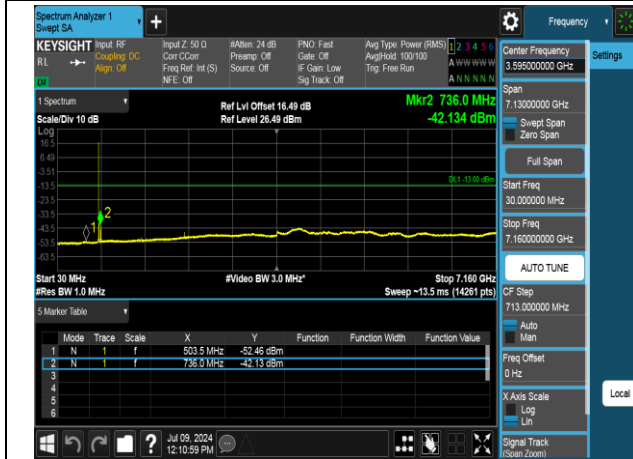 Spectrum Analyzer 1
Swept SA
+
Frequency
KEYSIGHT
RL
Input: RF
Coupling: DC
Align: Off
Input Z: 50 Ω
Corr CCorr
Freq Ref: Int (S)
NFE: Off
#Atten: 24 dB
Preamp: Off
Source: Off
PNO: Fast
Gate: Off
IF Gain: Low
Sig Track: Off
Avg Type: Power (RMS)
Avg|Hold: 100/100
Trig: Free Run
1 2 3 4 5 6
A W W W W W
A N N N N N
1 Spectrum
Scale/Div 10 dB
Ref Lvl Offset 16.49 dB
Ref Level 26.49 dBm
Mkr2 736.0 MHz
-42.134 dBm
Log
16.5
6.49
-3.51
-13.5
-23.5
-33.5
-43.5
-53.5
-63.5
DL1 -13.00 dBm
1
2
Start 30 MHz
#Res BW 1.0 MHz
#Video BW 3.0 MHz*
Stop 7.160 GHz
Sweep ~13.5 ms (14261 pts)
5 Marker Table
Mode Trace Scale X Y Function Function Width Function Value
1 N 1 f 503.5 MHz -52.46 dBm
2 N 1 f 736.0 MHz -42.13 dBm
3
4
5
6
Jul 09, 2024
12:10:59 PM
Center Frequency
3.595000000 GHz
Settings
Span
7.13000000 GHz
Swept Span
Zero Span
Full Span
Start Freq
30.000000 MHz
Stop Freq
7.160000000 GHz
AUTO TUNE
CF Step
713.000000 MHz
Auto
Man
Freq Offset
0 Hz
X Axis Scale
Log
Lin
Local
Signal Track
(Span Zoom)